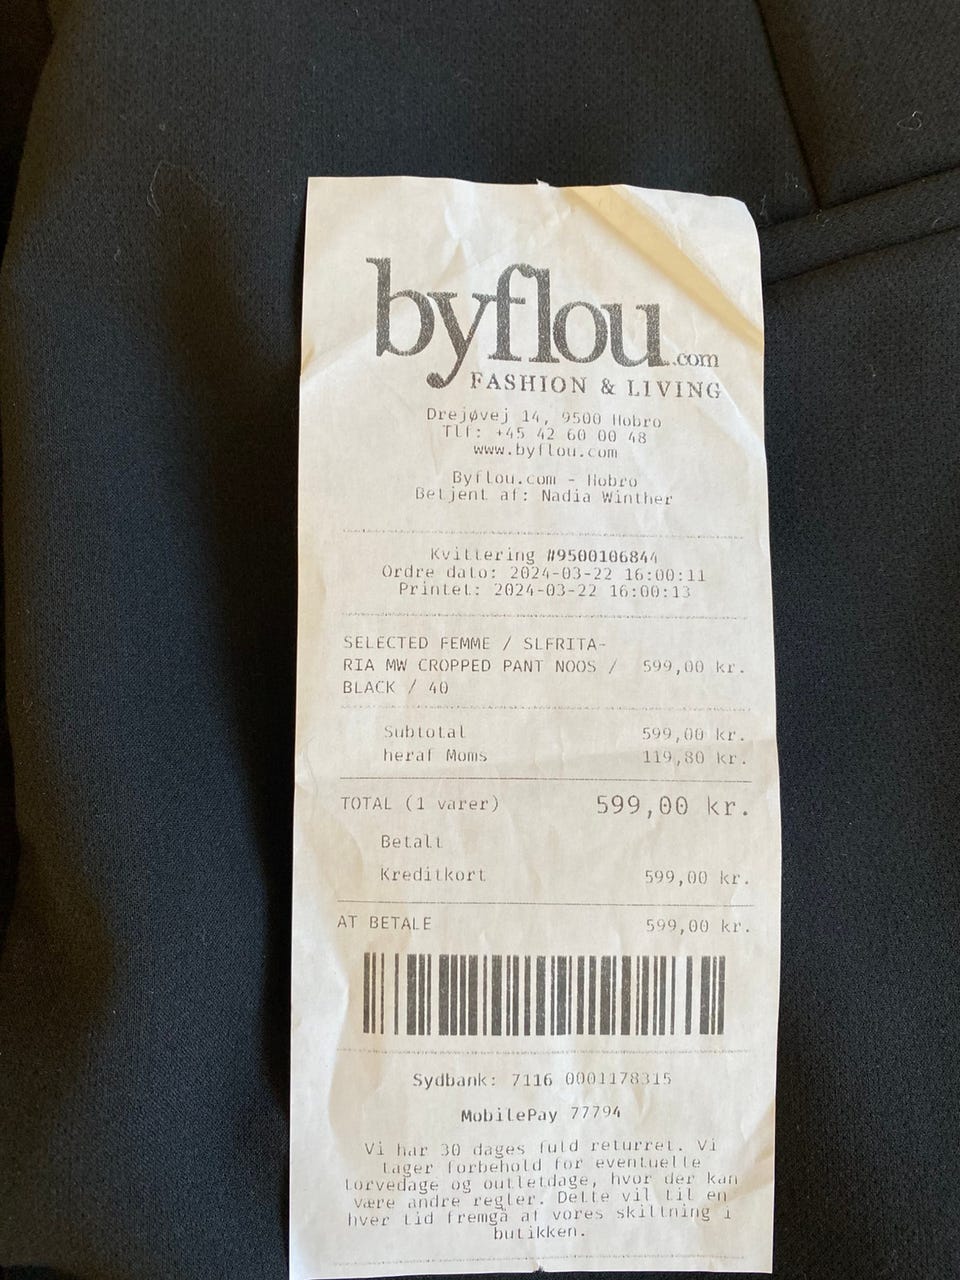 byflou.com
FASHION & LIVING
Drejøvej 14, 9500 Hobro
Tlf: +45 42 60 00 48
www.byflou.com
Byflou.com - Hobro
Betjent af: Nadia Winther
Kvittering #9500106844
Ordre dato: 2024-03-22 16:00:11
Printet: 2024-03-22 16:00:13
SELECTED FEMME / SLFRITA-
RIA MW CROPPED PANT NOOS / 599,00 kr.
BLACK / 40
Subtotal 599,00 kr.
heraf Moms 119,80 kr.
TOTAL (1 varer) 599,00 kr.
Betalt
Kreditkort 599,00 kr.
AT BETALE 599,00 kr.
Sydbank: 7116 0001178315
MobilePay 77794
Vi har 30 dages fuld returret. Vi
tager forbehold for eventuelle
torvedage og outletdage, hvor der kan
være andre regler. Dette vil til en
hver tid fremgå af vores skiltning i
butikken.